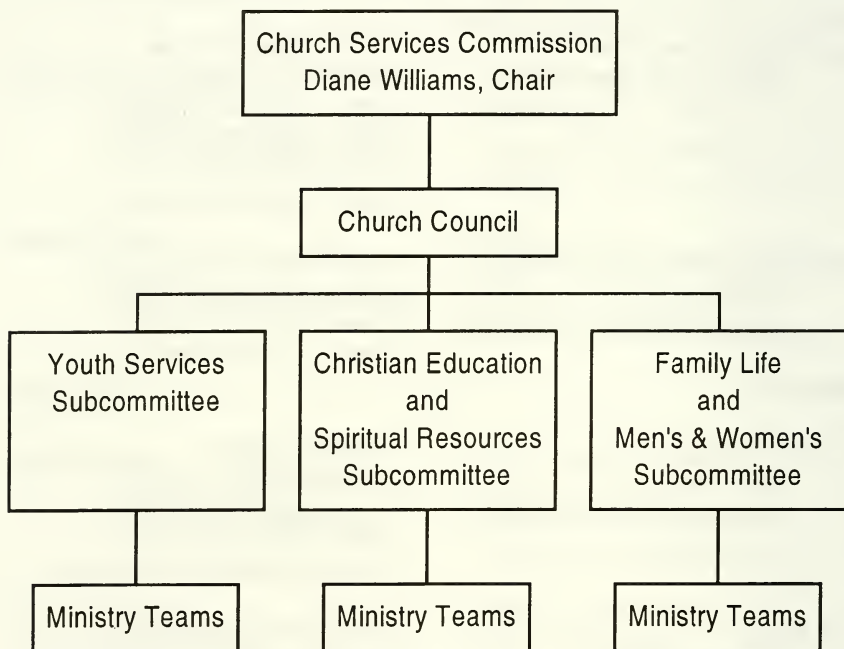 Church Services Commission
Diane Williams, Chair
Church Council
Youth Services
Subcommittee
Christian Education
and
Spiritual Resources
Subcommittee
Family Life
and
Men's & Women's
Subcommittee
Ministry Teams
Ministry Teams
Ministry Teams